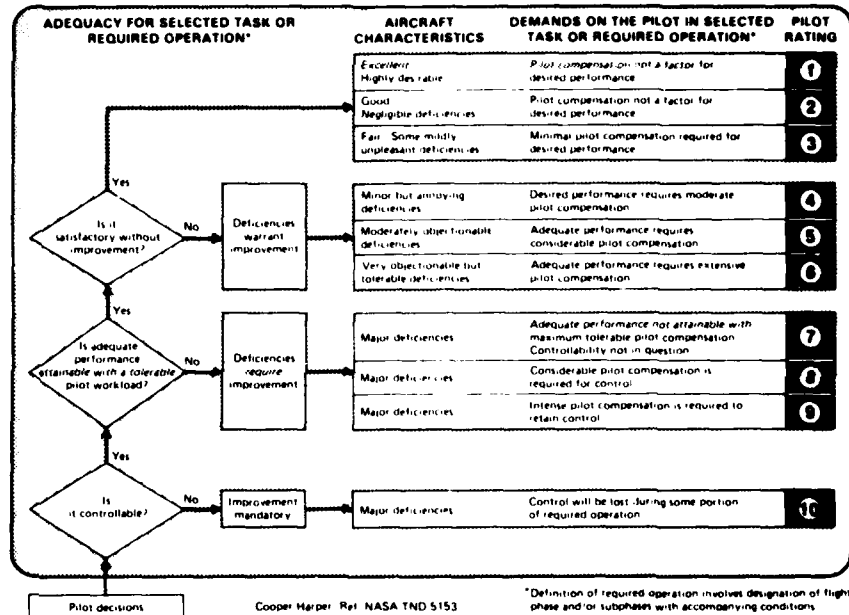 ADEQUACY FOR SELECTED TASK OR
REQUIRED OPERATION*
AIRCRAFT
CHARACTERISTICS
DEMANDS ON THE PILOT IN SELECTED
TASK OR REQUIRED OPERATION*
PILOT
RATING
Excellent
Highly desirable
Pilot compensation not a factor for
desired performance
1
Good
Negligible deficiencies
Pilot compensation not a factor for
desired performance
2
Fair Some mildly
unpleasant deficiencies
Minimal pilot compensation required for
desired performance
3
Yes
Is it
satisfactory without
improvement?
No
Deficiencies
warrant
improvement
Minor but annoying
deficiencies
Desired performance requires moderate
pilot compensation
4
Moderately objectionable
deficiencies
Adequate performance requires
considerable pilot compensation
5
Very objectionable but
tolerable deficiencies
Adequate performance requires extensive
pilot compensation
6
Yes
Is adequate
performance
attainable with a tolerable
pilot workload?
No
Deficiencies
require
improvement
Major deficiencies
Adequate performance not attainable with
maximum tolerable pilot compensation
Controllability not in question
7
Major deficiencies
Considerable pilot compensation is
required for control
8
Major deficiencies
Intense pilot compensation is required to
retain control
9
Yes
Is
it controllable?
No
Improvement
mandatory
Major deficiencies
Control will be lost during some portion
of required operation
10
Pilot decisions
Cooper Harper Ref NASA TND 5153
*Definition of required operation involves designation of flight
phase and/or subphases with accompanying conditions